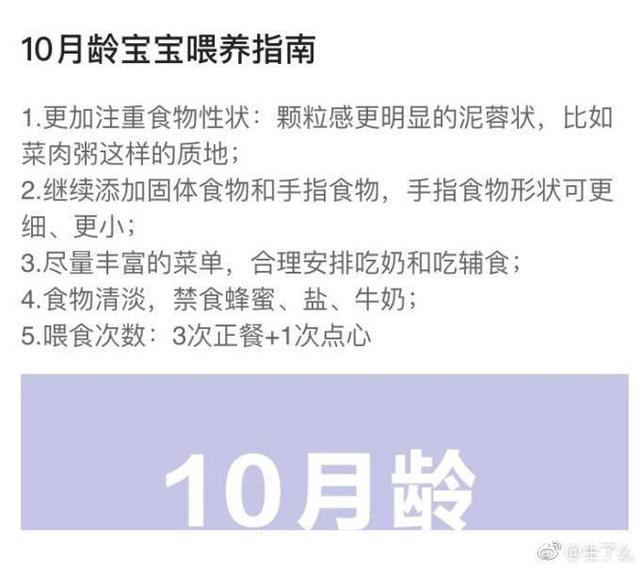 10月龄宝宝喂养指南
1.更加注重食物性状：颗粒感更明显的泥蓉状，比如
菜肉粥这样的质地；
2.继续添加固体食物和手指食物，手指食物形状可更
细、更小；
3.尽量丰富的菜单，合理安排吃奶和吃辅食；
4.食物清淡，禁食蜂蜜、盐、牛奶；
5.喂食次数：3次正餐+1次点心
10月龄
@生了么